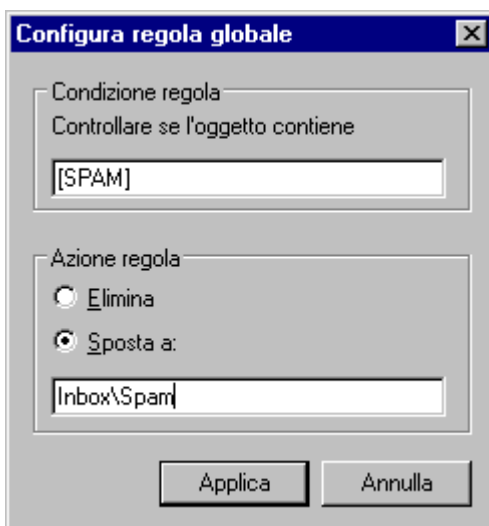 Configura regola globale
Condizione regola
Controllare se l'oggetto contiene
[SPAM]
Azione regola
Elimina
Sposta a:
Inbox\Spam
Applica
Annulla